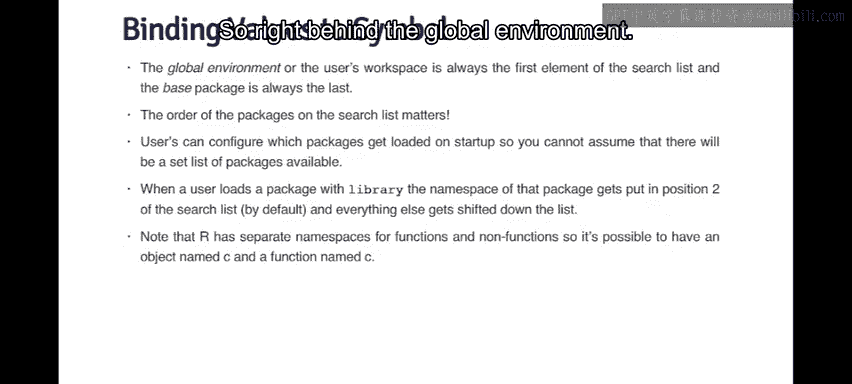 Binding
So right behind the global environment.
· The global environment or the user's workspace is always the first element of the search list and
the base package is always the last.
· The order of the packages on the search list matters!
· User's can configure which packages get loaded on startup so you cannot assume that there will
be a set list of packages available.
· When a user loads a package with library the namespace of that package gets put in position 2
of the search list (by default) and everything else gets shifted down the list.
· Note that R has separate namespaces for functions and non-functions so it's possible to have an
object named c and a function named c.